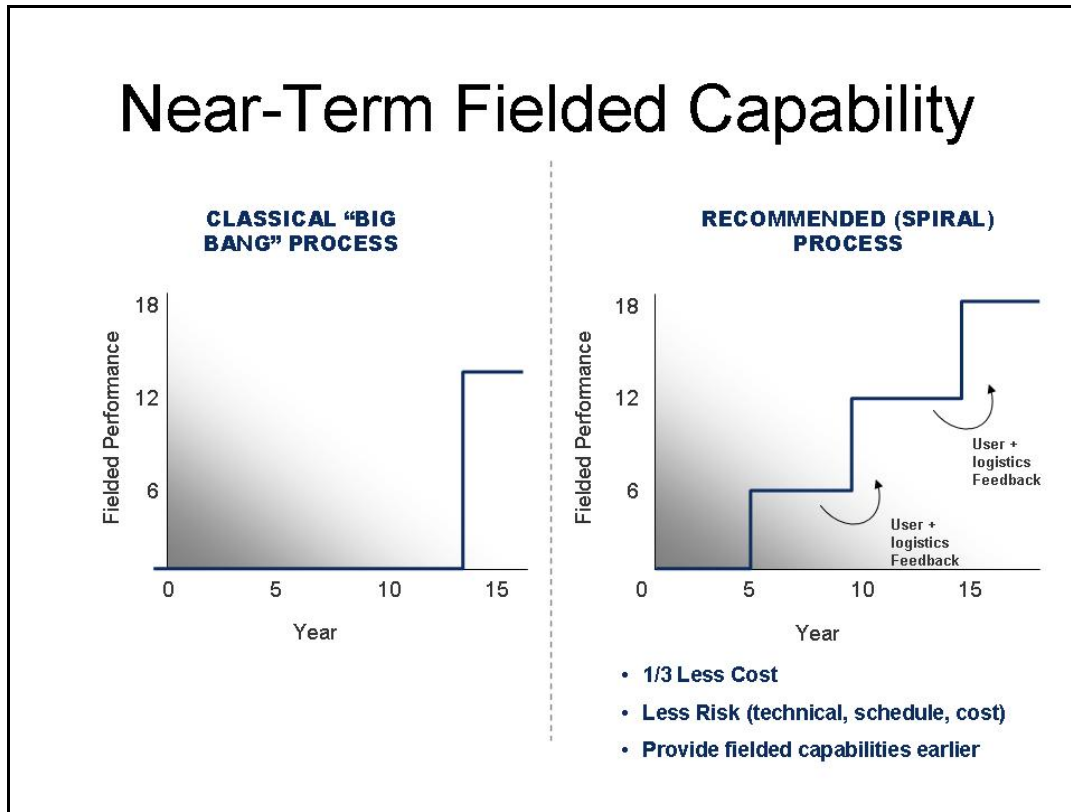 Near-Term Fielded Capability
CLASSICAL “BIG
BANG” PROCESS
18
12
6
Fielded Performance
0 5 10 15
Year
RECOMMENDED (SPIRAL)
PROCESS
18
12
6
Fielded Performance
User +
logistics
Feedback
User +
logistics
Feedback
0 5 10 15
Year
• 1/3 Less Cost
• Less Risk (technical, schedule, cost)
• Provide fielded capabilities earlier